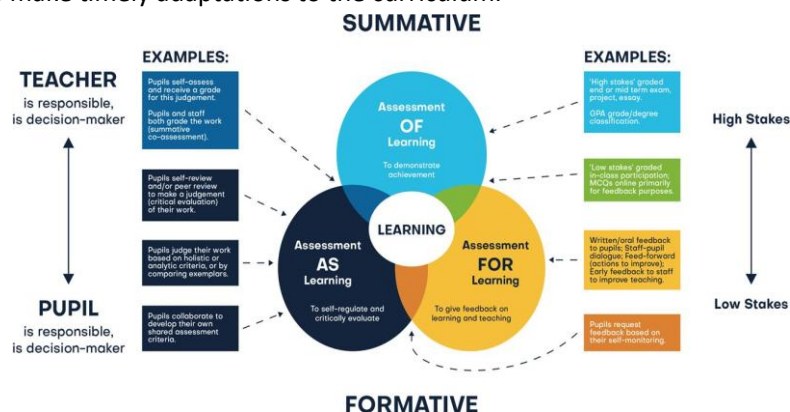 make timely adaptations to the curriculum.
SUMMATIVE
EXAMPLES:
TEACHER
is responsible,
is decision-maker
PUPIL
is responsible,
is decision-maker
Pupils self-assess
and receive a grade
for this judgement.
Pupils and staff
both grade the work
(summative
co-assessment).
Pupils self-review
and/or peer review
to make a judgement
(critical evaluation)
of their work.
Pupils judge their work
based on holistic or
analytic criteria, or by
comparing exemplars.
Pupils collaborate to
develop their own
shared assessment
criteria.
Assessment
OF
Learning
To demonstrate
achievement
LEARNING
Assessment
AS
Learning
To self-regulate and
critically evaluate
Assessment
FOR
Learning
To give feedback on
learning and teaching
EXAMPLES:
'High stakes' graded
end or mid term exam,
project, essay.
GPA grade/degree
classification.
'Low stakes' graded
in-class participation;
MCQs online primarily
for feedback purposes.
Written/oral feedback
to pupils; Staff-pupil
dialogue; Feed-forward
(actions to improve);
Early feedback to staff
to improve teaching.
Pupils request
feedback based on
their self-monitoring.
High Stakes
Low Stakes
FORMATIVE